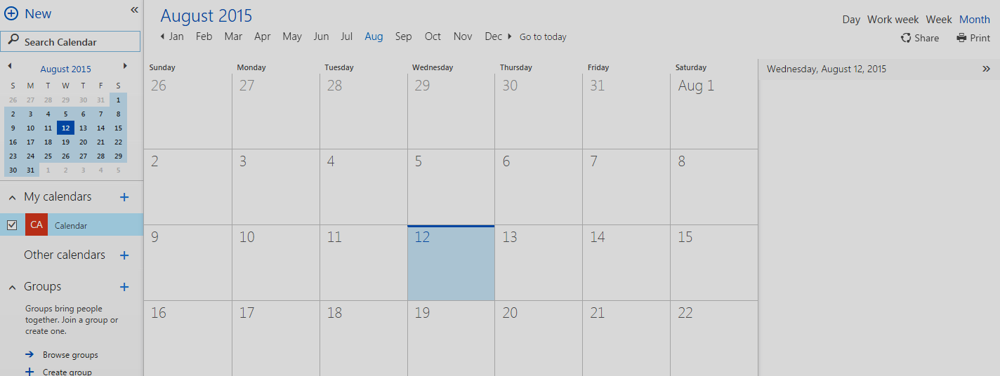 New
«
Search Calendar
August 2015
S M T W T F S
26 27 28 29 30 31 1
2 3 4 5 6 7 8
9 10 11 12 13 14 15
16 17 18 19 20 21 22
23 24 25 26 27 28 29
30 31 1 2 3 4 5
My calendars +
CA Calendar
Other calendars +
Groups +
Groups bring people
together. Join a group or
create one.
Browse groups
Create group
August 2015
Jan Feb Mar Apr May Jun Jul Aug Sep Oct Nov Dec Go to today
Day Work week Week Month
Share Print
Sunday Monday Tuesday Wednesday Thursday Friday Saturday
26 27 28 29 30 31 Aug 1
2 3 4 5 6 7 8
9 10 11 12 13 14 15
16 17 18 19 20 21 22
Wednesday, August 12, 2015 »